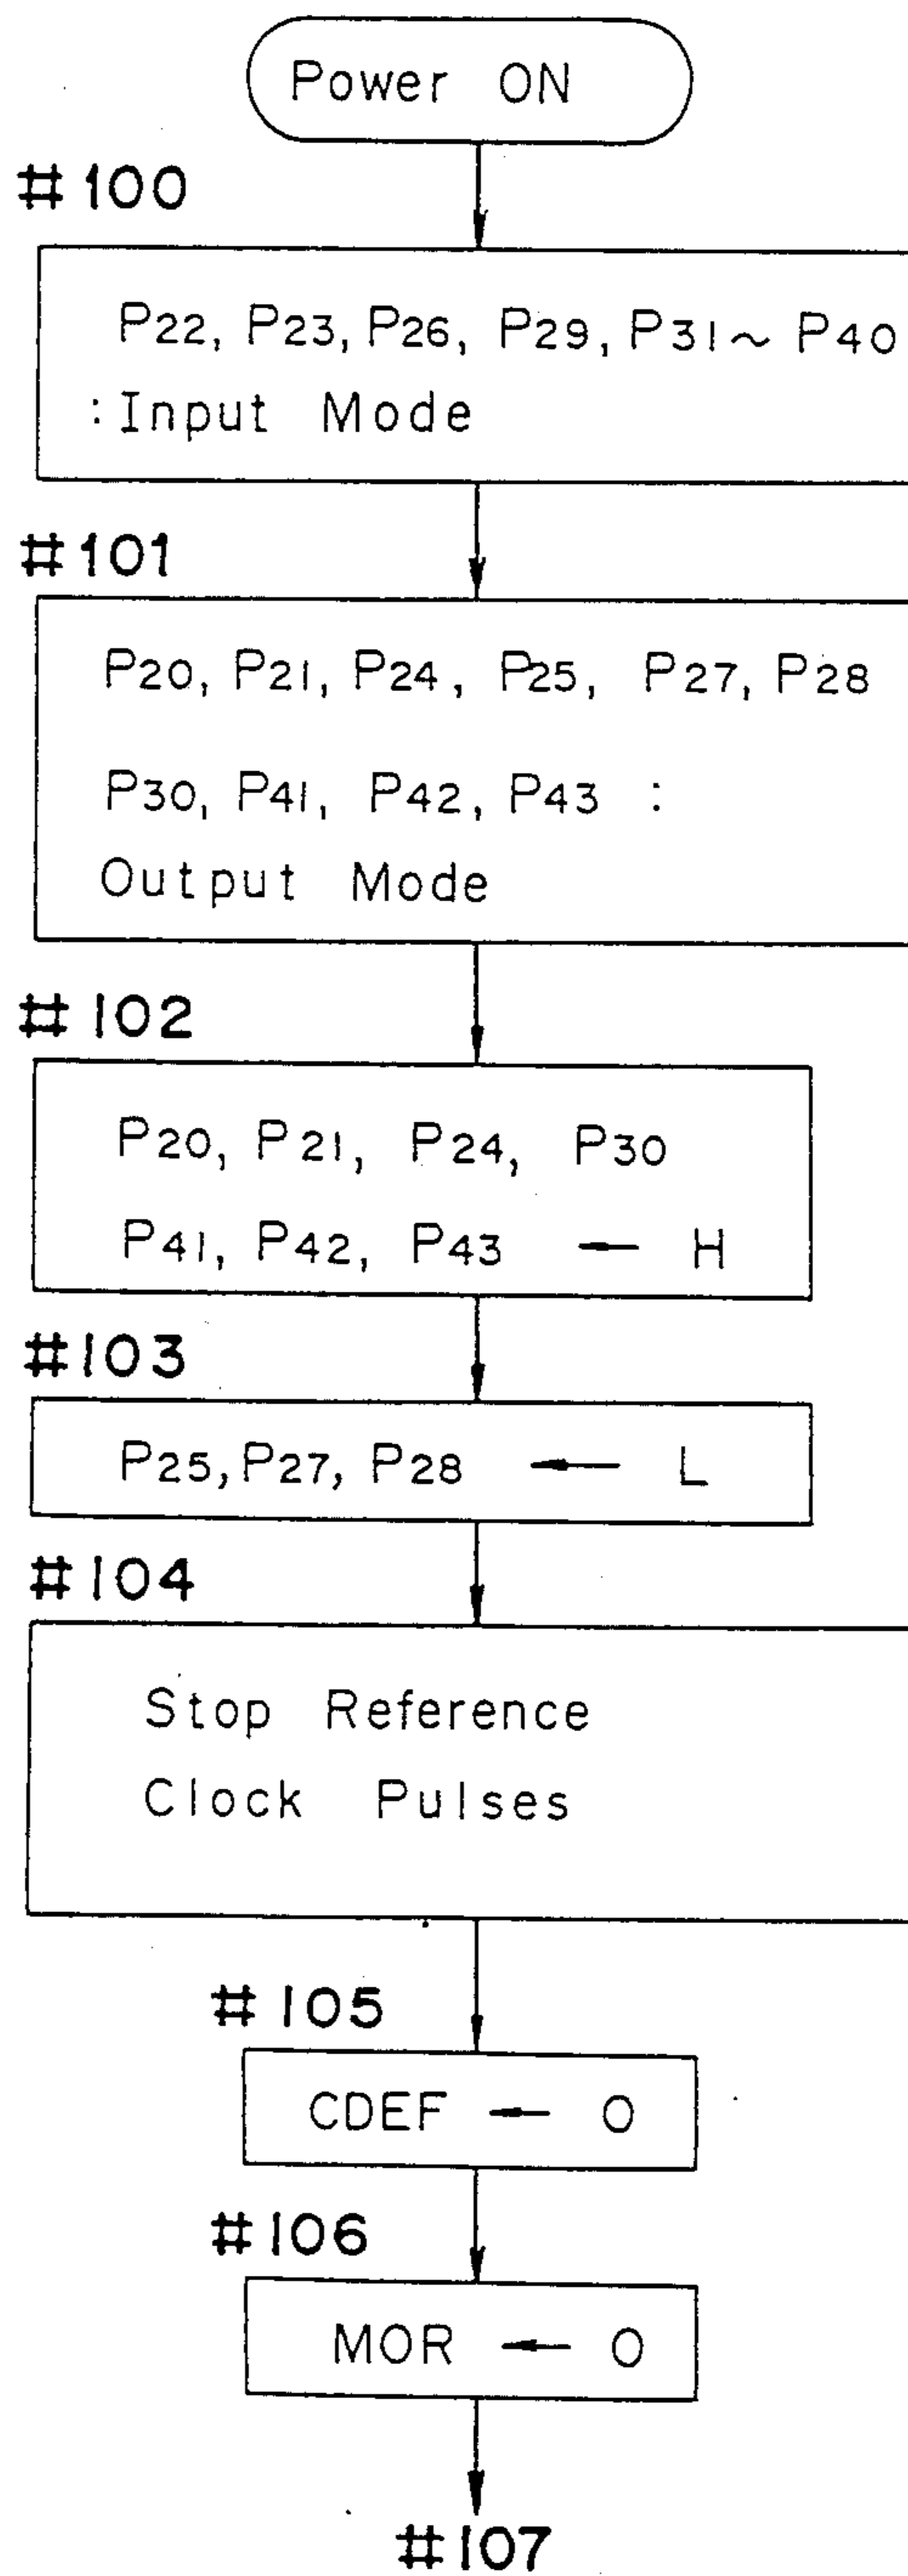 Power ON
#100
P22, P23, P26, P29, P31~ P40
: Input Mode
#101
P20, P21, P24, P25, P27, P28
P30, P41, P42, P43 :
Output Mode
#102
P20, P21, P24, P30
P41, P42, P43 ← H
#103
P25, P27, P28 ← L
#104
Stop Reference
Clock Pulses
#105
CDEF ← 0
#106
MOR ← 0
#107